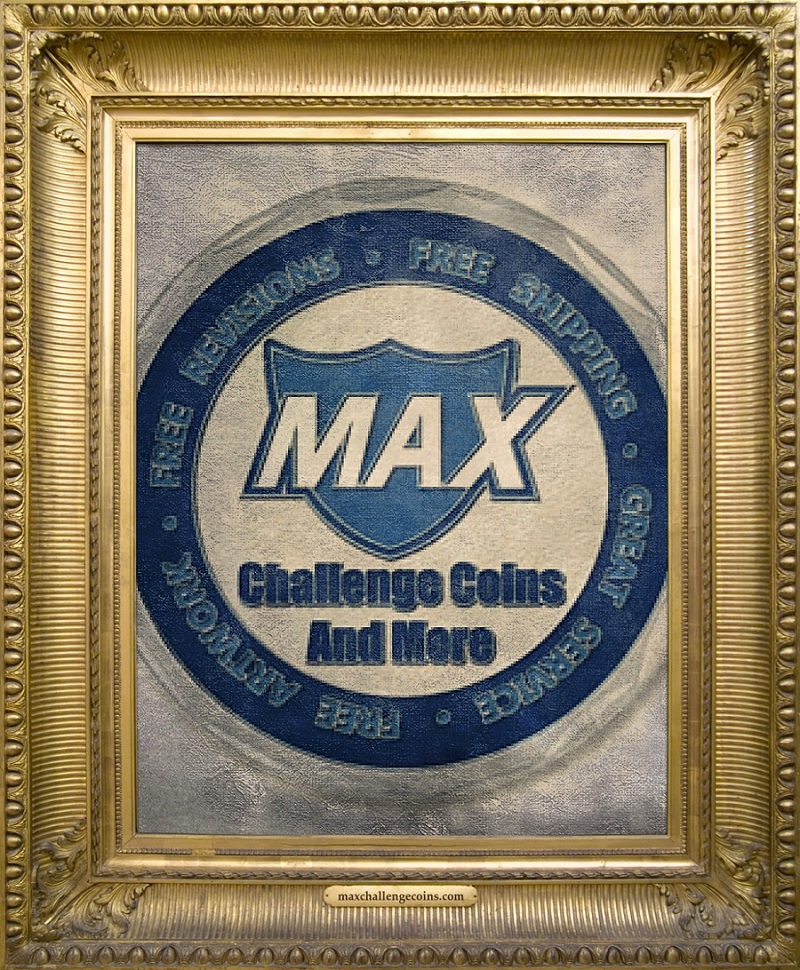 FREE REVISIONS • FREE SHIPPING • GREAT SERVICE • FREE ARTWORK •
MAX
Challenge Coins
And More
maxchallengecoins.com